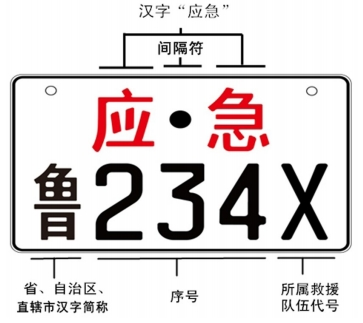 汉字“应急”
间隔符
应·急
鲁234X
省、自治区、
直辖市汉字简称
序号
所属救援
队伍代号